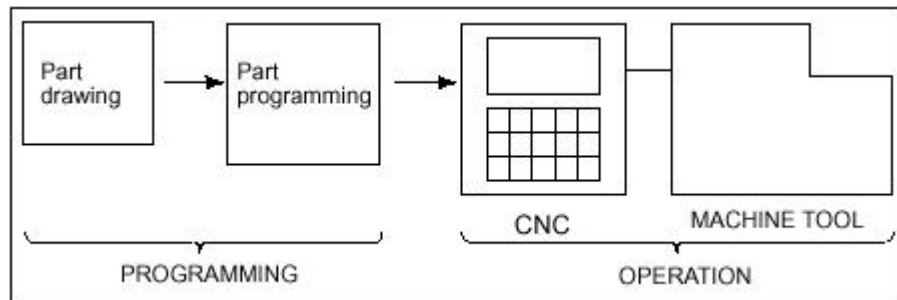 Part
drawing
Part
programming
CNC
MACHINE TOOL
PROGRAMMING
OPERATION